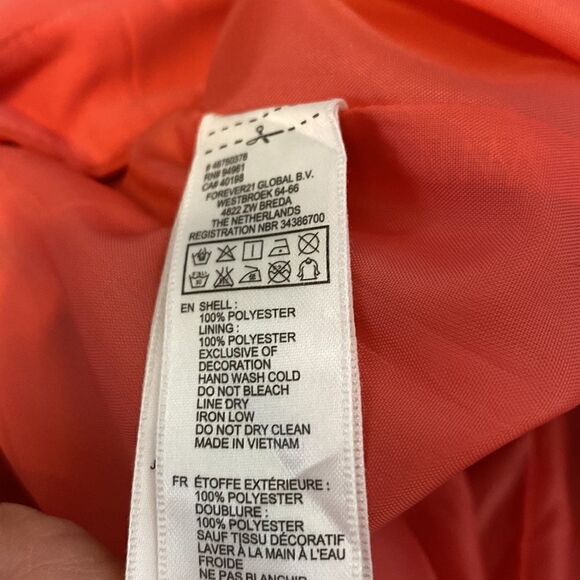 # 46750376
RN# 94961
CA# 40198
FOREVER21 GLOBAL B.V.
WESTBROEK 64-66
4822 ZW BREDA
THE NETHERLANDS
REGISTRATION NBR 34386700
EN SHELL :
100% POLYESTER
LINING :
100% POLYESTER
EXCLUSIVE OF
DECORATION
HAND WASH COLD
DO NOT BLEACH
LINE DRY
IRON LOW
DO NOT DRY CLEAN
MADE IN VIETNAM
J
FR ÉTOFFE EXTÉRIEURE :
100% POLYESTER
DOUBLURE :
100% POLYESTER
SAUF TISSU DÉCORATIF
LAVER À LA MAIN À L'EAU
FROIDE
NE PAS BLANCHIR